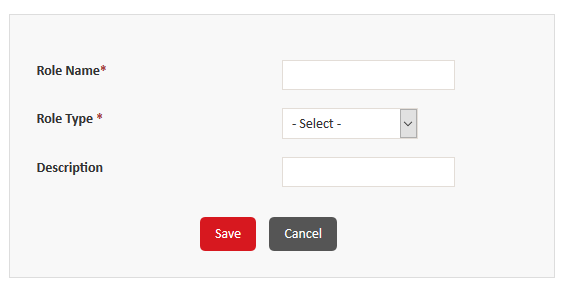 Role Name*
Role Type *
- Select -
Description
Save
Cancel